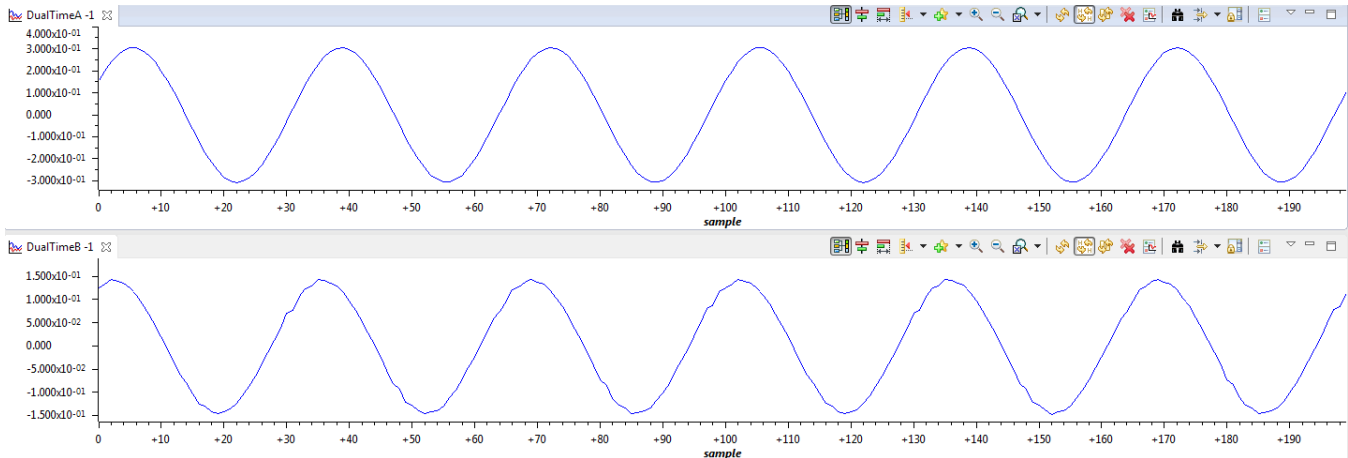 DualTimeA -1
4.000x10-01
3.000x10-01
2.000x10-01
1.000x10-01
0.000
-1.000x10-01
-2.000x10-01
-3.000x10-01
0 +10 +20 +30 +40 +50 +60 +70 +80 +90 +100 +110 +120 +130 +140 +150 +160 +170 +180 +190
sample
DualTimeB -1
1.500x10-01
1.000x10-01
5.000x10-02
0.000
-5.000x10-02
-1.000x10-01
-1.500x10-01
0 +10 +20 +30 +40 +50 +60 +70 +80 +90 +100 +110 +120 +130 +140 +150 +160 +170 +180 +190
sample